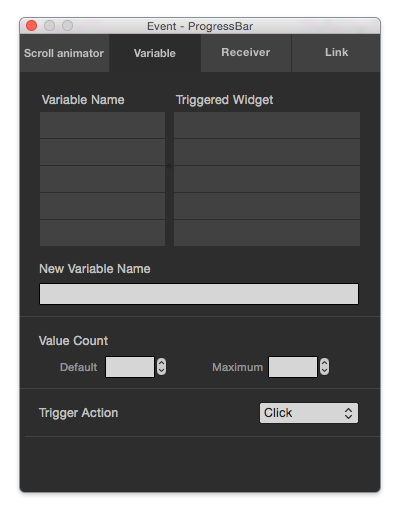 Event - ProgressBar
Scroll animator Variable Receiver Link
Variable Name Triggered Widget
New Variable Name
Value Count
Default Maximum
Trigger Action Click